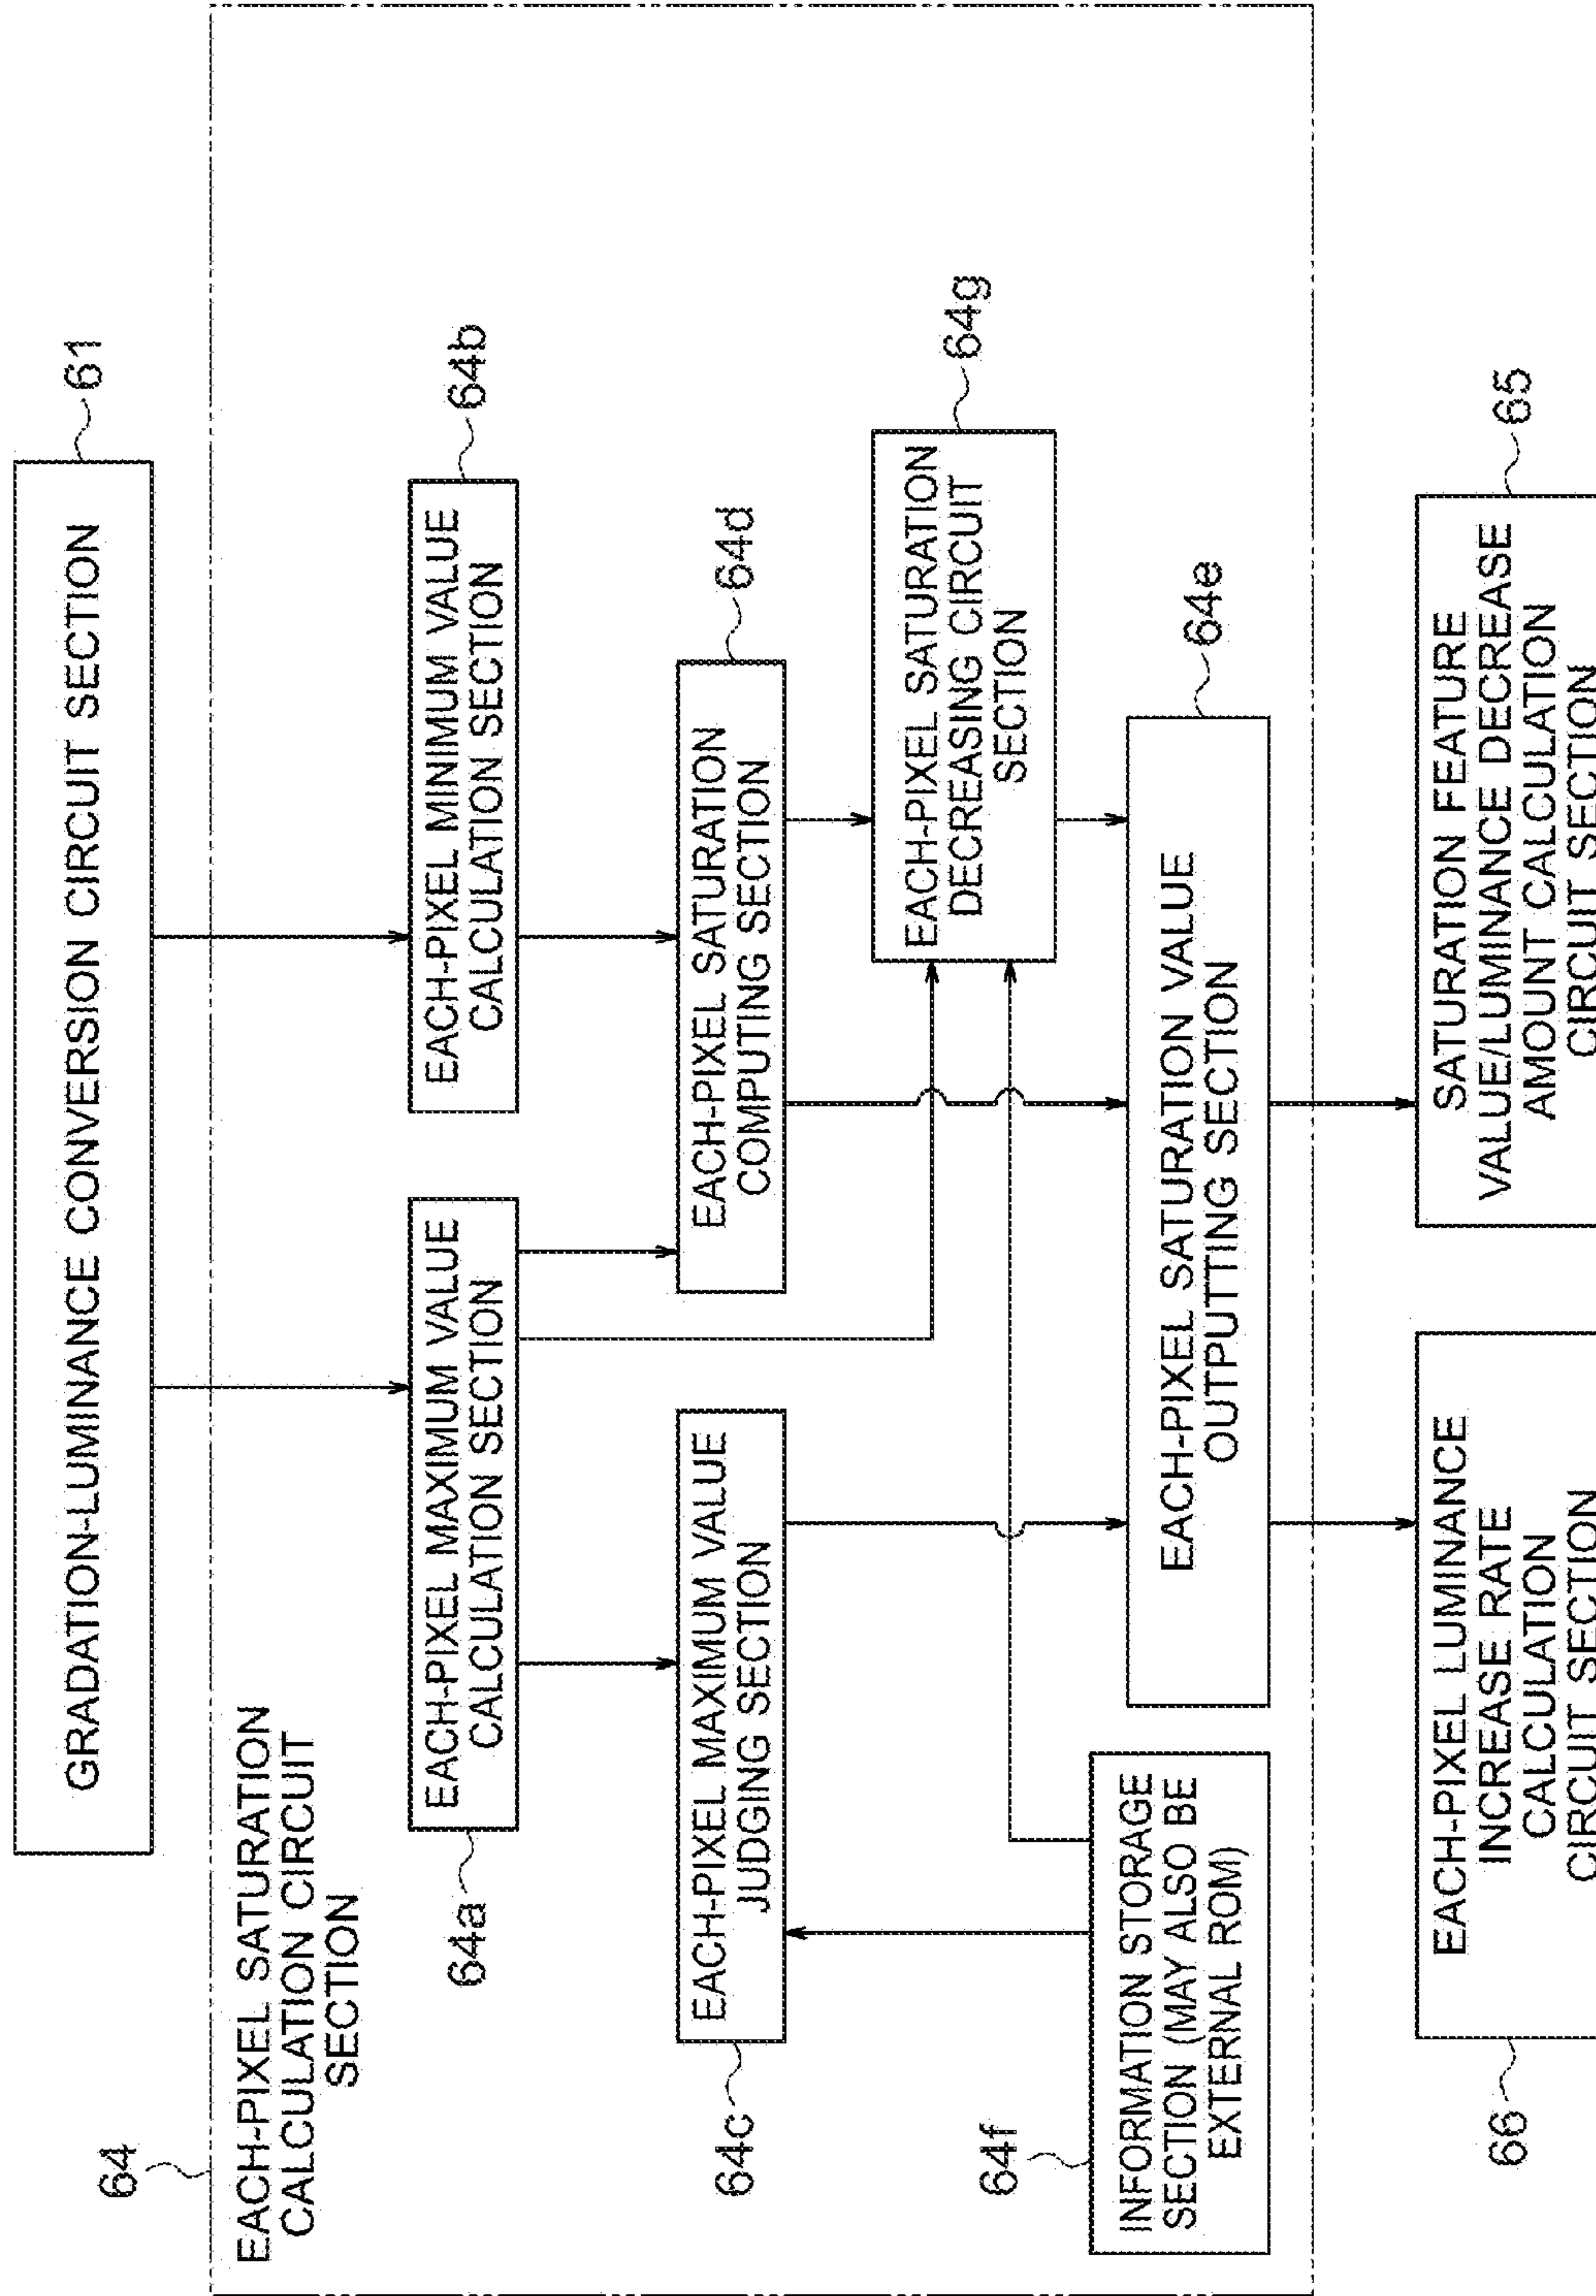 GRADATION-LUMINANCE CONVERSION CIRCUIT SECTION
61
64
EACH-PIXEL SATURATION
CALCULATION CIRCUIT
SECTION
64a
EACH-PIXEL MAXIMUM VALUE
CALCULATION SECTION
EACH-PIXEL MINIMUM VALUE
CALCULATION SECTION
64b
64c
EACH-PIXEL MAXIMUM VALUE
JUDGING SECTION
EACH-PIXEL SATURATION
COMPUTING SECTION
64d
EACH-PIXEL SATURATION
DECREASING CIRCUIT
SECTION
64g
64f
INFORMATION STORAGE
SECTION (MAY ALSO BE
EXTERNAL ROM)
EACH-PIXEL SATURATION VALUE
OUTPUTTING SECTION
64e
66
EACH-PIXEL LUMINANCE
INCREASE RATE
CALCULATION
CIRCUIT SECTION
SATURATION FEATURE
VALUE/LUMINANCE DECREASE
AMOUNT CALCULATION
CIRCUIT SECTION
65